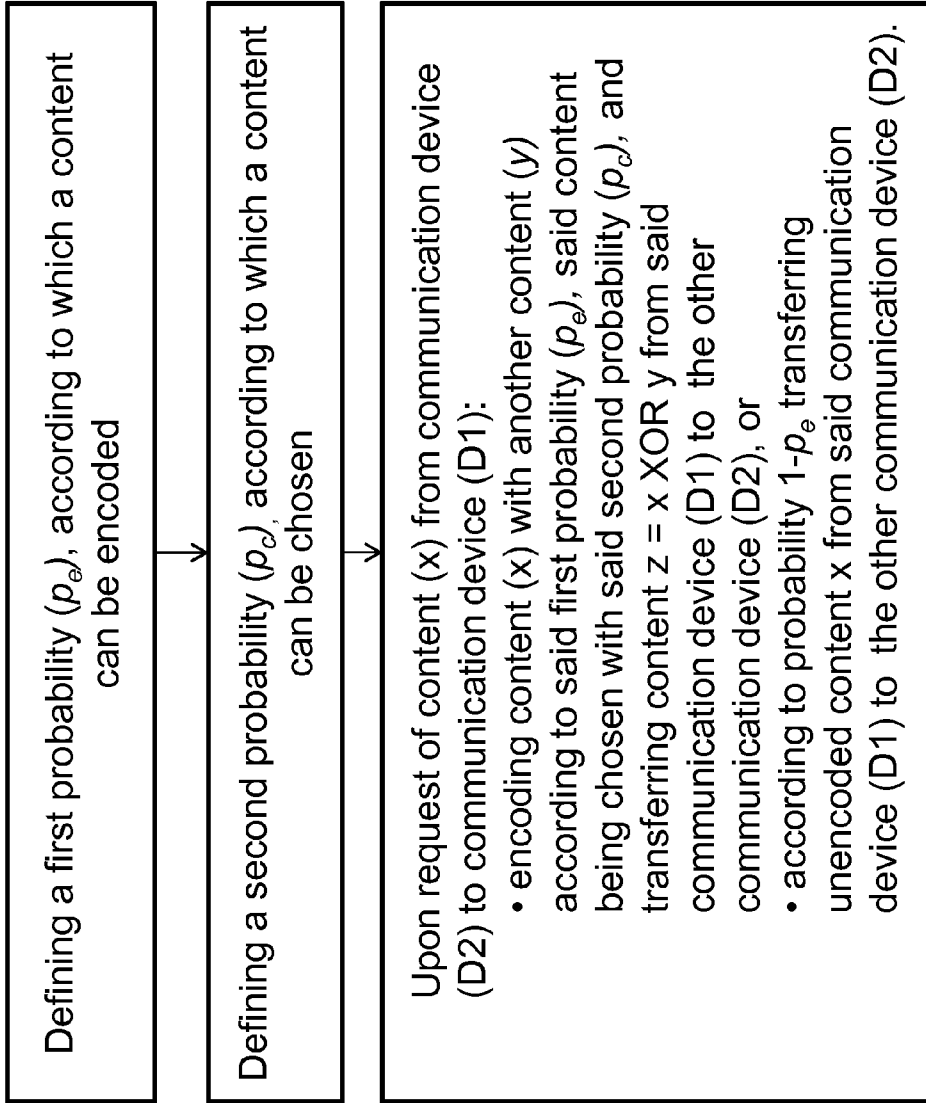 Defining a first probability (pe), according to which a content
can be encoded
Defining a second probability (pc), according to which a content
can be chosen
Upon request of content (x) from communication device
(D2) to communication device (D1):
• encoding content (x) with another content (y)
according to said first probability (pe), said content
being chosen with said second probability (pc), and
transferring content z = x XOR y from said
communication device (D1) to the other
communication device (D2), or
• according to probability 1-pe transferring
unencoded content x from said communication
device (D1) to the other communication device (D2).